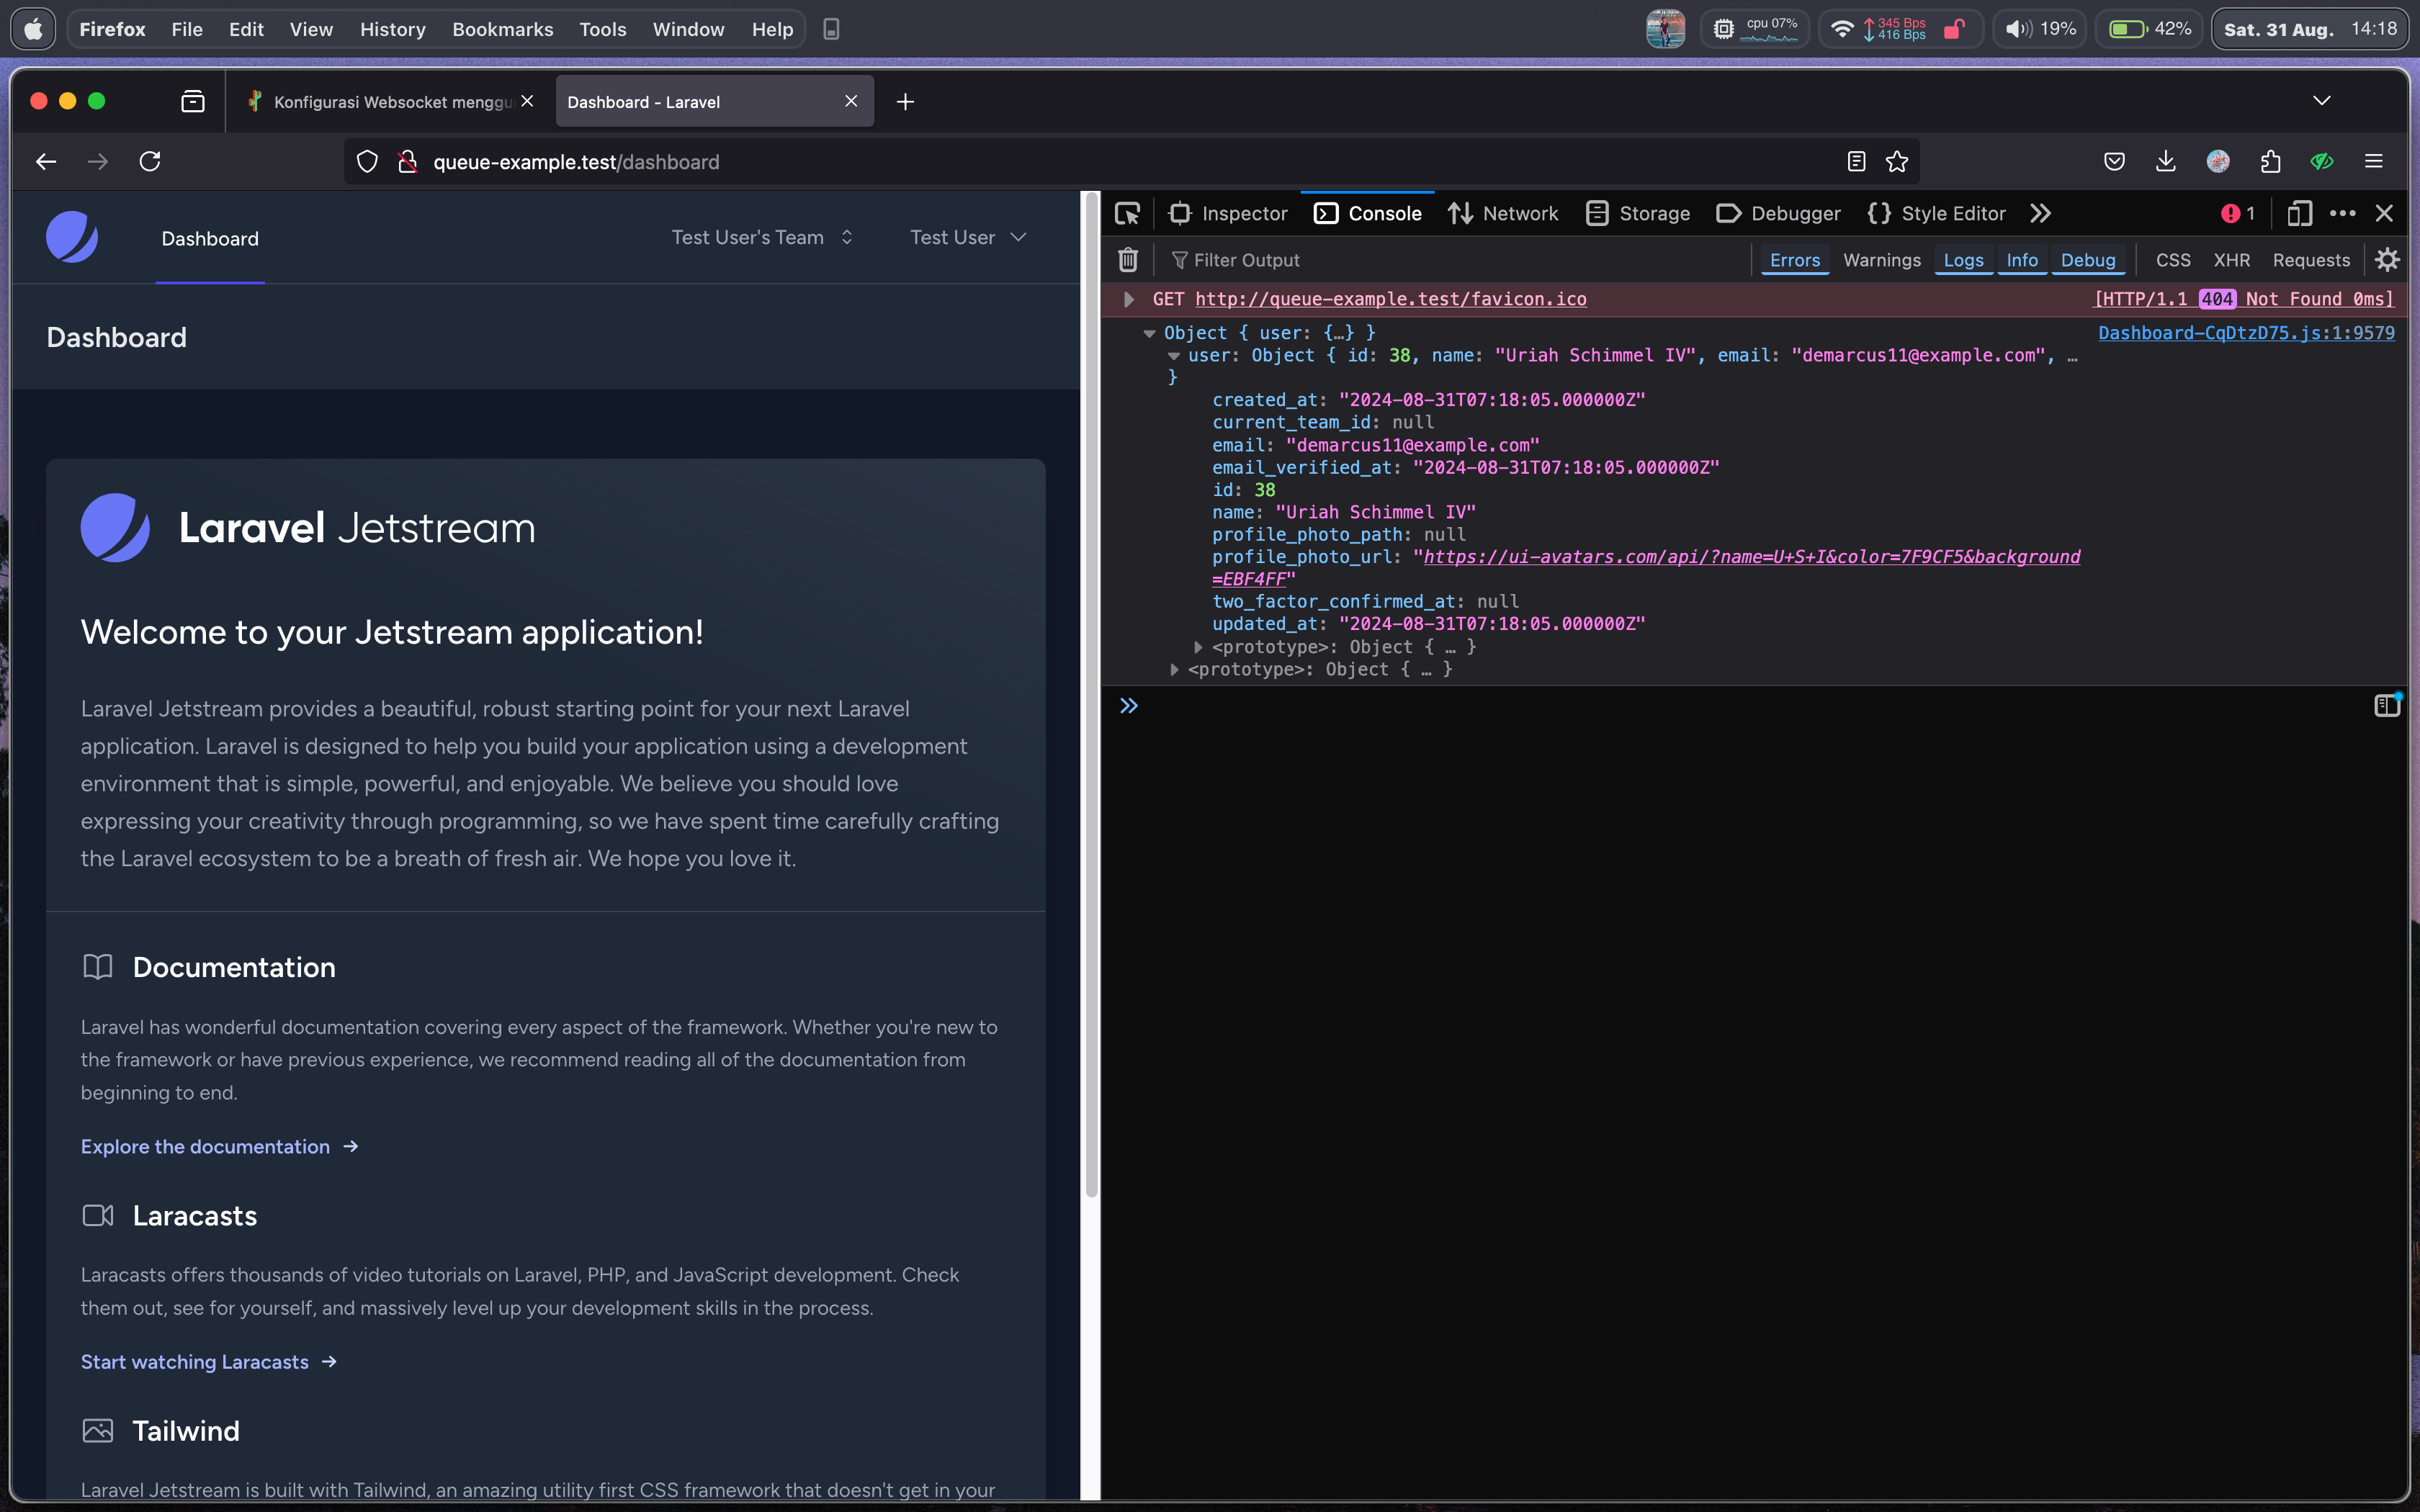 Firefox File Edit View History Bookmarks Tools Window Help
cpu 07%
345 Bps
416 Bps
19%
42%
Sat. 31 Aug. 14:18
Konfigurasi Websocket menggu
Dashboard - Laravel
queue-example.test/dashboard
Dashboard
Test User's Team
Test User
Dashboard
Laravel Jetstream
Welcome to your Jetstream application!
Laravel Jetstream provides a beautiful, robust starting point for your next Laravel
application. Laravel is designed to help you build your application using a development
environment that is simple, powerful, and enjoyable. We believe you should love
expressing your creativity through programming, so we have spent time carefully crafting
the Laravel ecosystem to be a breath of fresh air. We hope you love it.
Documentation
Laravel has wonderful documentation covering every aspect of the framework. Whether you're new to
the framework or have previous experience, we recommend reading all of the documentation from
beginning to end.
Explore the documentation →
Laracasts
Laracasts offers thousands of video tutorials on Laravel, PHP, and JavaScript development. Check
them out, see for yourself, and massively level up your development skills in the process.
Start watching Laracasts →
Tailwind
Laravel Jetstream is built with Tailwind, an amazing utility first CSS framework that doesn't get in your
Inspector Console Network Storage Debugger {} Style Editor 1
Filter Output Errors Warnings Logs Info Debug CSS XHR Requests
GET http://queue-example.test/favicon.ico [HTTP/1.1 404 Not Found 0ms]
Object { user: {…} } Dashboard-CqDtzD75.js:1:9579
user: Object { id: 38, name: "Uriah Schimmel IV", email: "demarcus11@example.com", …
}
created_at: "2024-08-31T07:18:05.000000Z"
current_team_id: null
email: "demarcus11@example.com"
email_verified_at: "2024-08-31T07:18:05.000000Z"
id: 38
name: "Uriah Schimmel IV"
profile_photo_path: null
profile_photo_url: "https://ui-avatars.com/api/?name=U+S+I&color=7F9CF5&background
=EBF4FF"
two_factor_confirmed_at: null
updated_at: "2024-08-31T07:18:05.000000Z"
<prototype>: Object { … }
<prototype>: Object { … }